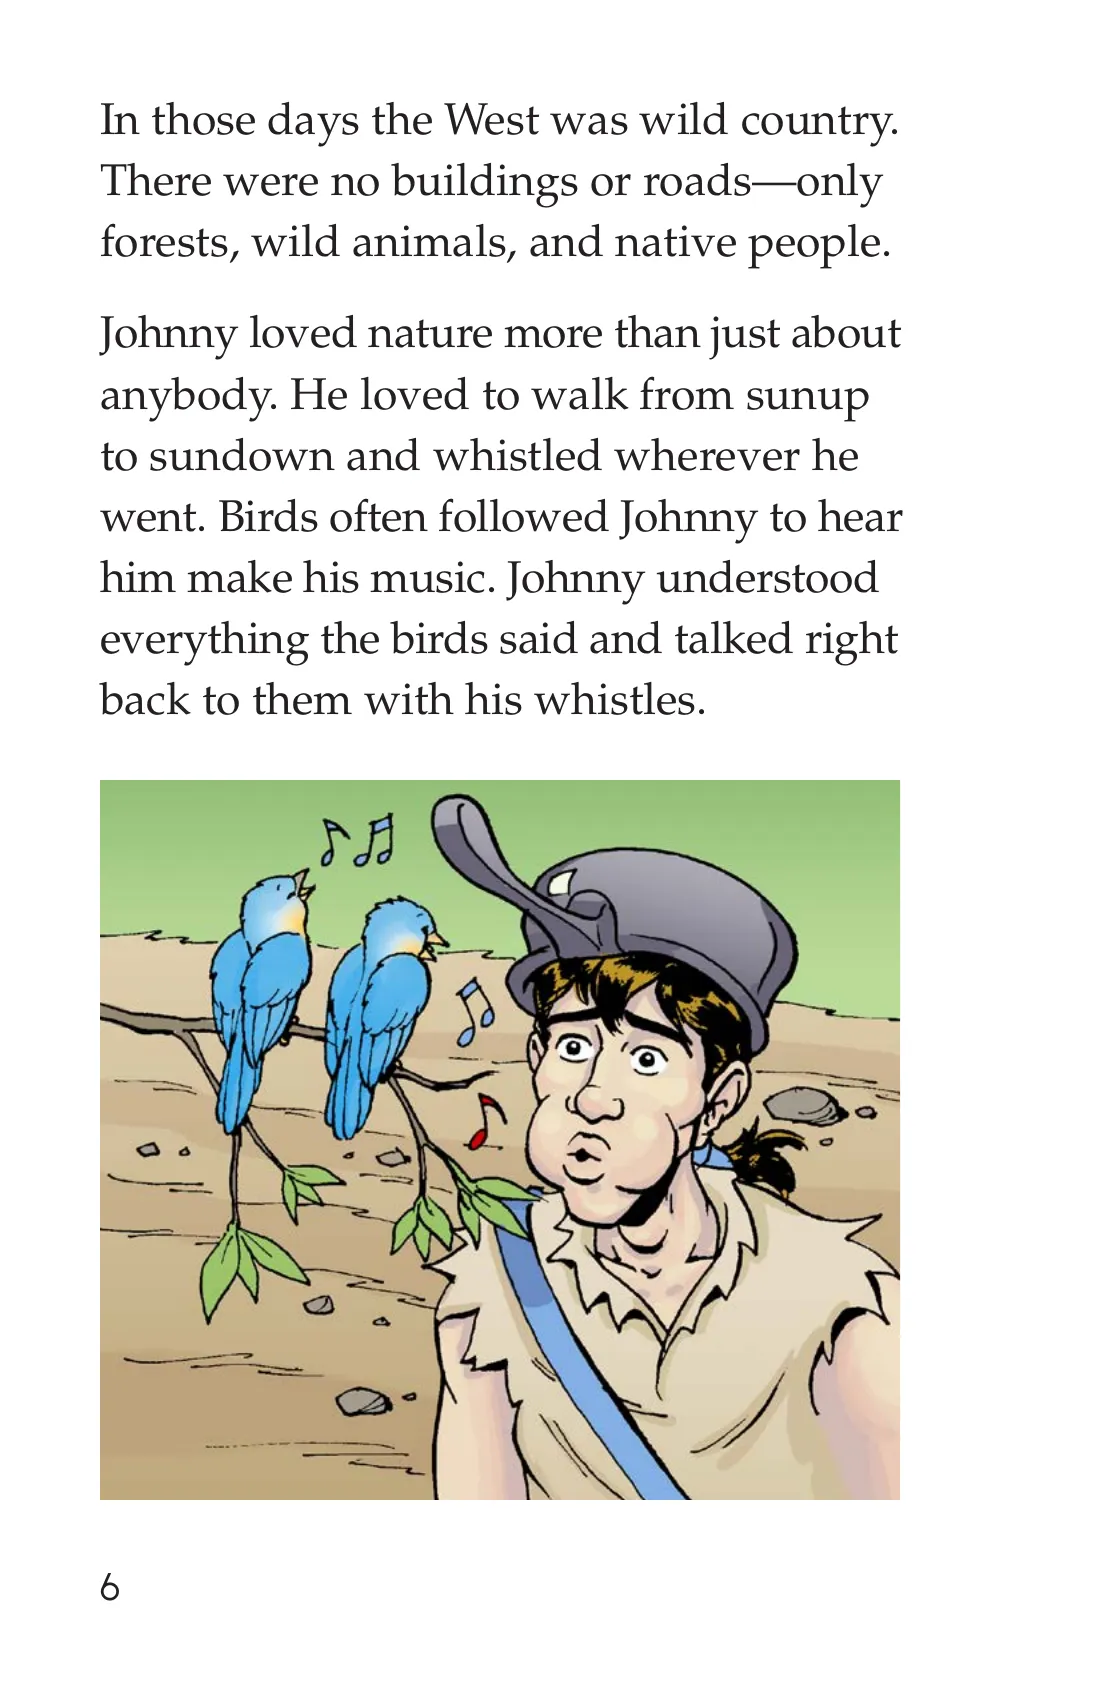 In those days the West was wild country.
There were no buildings or roads—only
forests, wild animals, and native people.
Johnny loved nature more than just about
anybody. He loved to walk from sunup
to sundown and whistled wherever he
went. Birds often followed Johnny to hear
him make his music. Johnny understood
everything the birds said and talked right
back to them with his whistles.
6